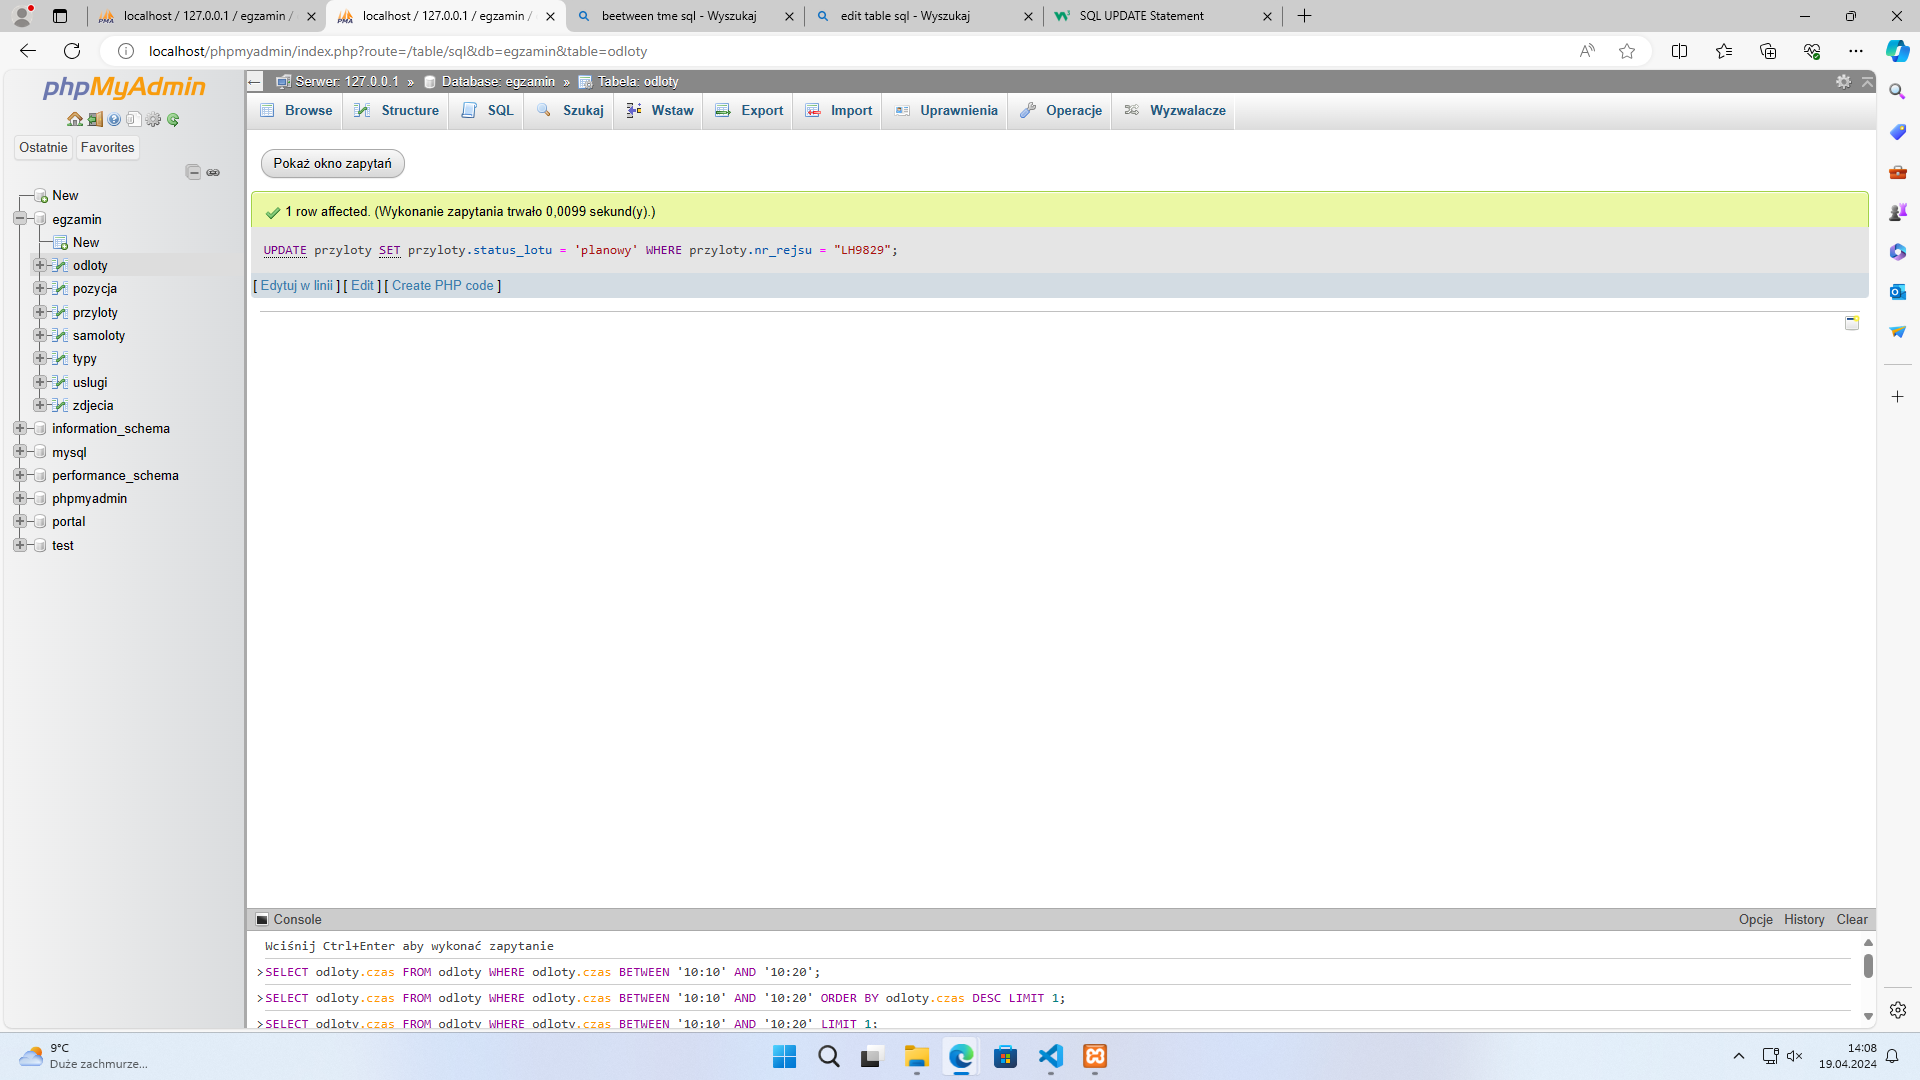 localhost / 127.0.0.1 / egzamin /
localhost / 127.0.0.1 / egzamin /
beetween tme sql - Wyszukaj
edit table sql - Wyszukaj
SQL UPDATE Statement
localhost/phpmyadmin/index.php?route=/table/sql&db=egzamin&table=odloty
phpMyAdmin
Ostatnie
Favorites
New
egzamin
New
odloty
pozycja
przyloty
samoloty
typy
uslugi
zdjecia
information_schema
mysql
performance_schema
phpmyadmin
portal
test
Serwer: 127.0.0.1 » Database: egzamin » Tabela: odloty
Browse
Structure
SQL
Szukaj
Wstaw
Export
Import
Uprawnienia
Operacje
Wyzwalacze
Pokaż okno zapytań
1 row affected. (Wykonanie zapytania trwało 0,0099 sekund(y).)
UPDATE przyloty SET przyloty.status_lotu = 'planowy' WHERE przyloty.nr_rejsu = "LH9829";
[ Edytuj w linii ] [ Edit ] [ Create PHP code ]
Console
Opcje
History
Clear
Wciśnij Ctrl+Enter aby wykonać zapytanie
>SELECT odloty.czas FROM odloty WHERE odloty.czas BETWEEN '10:10' AND '10:20';
>SELECT odloty.czas FROM odloty WHERE odloty.czas BETWEEN '10:10' AND '10:20' ORDER BY odloty.czas DESC LIMIT 1;
>SELECT odloty.czas FROM odloty WHERE odloty.czas BETWEEN '10:10' AND '10:20' LIMIT 1;
9°C
Duże zachmurze...
14:08
19.04.2024